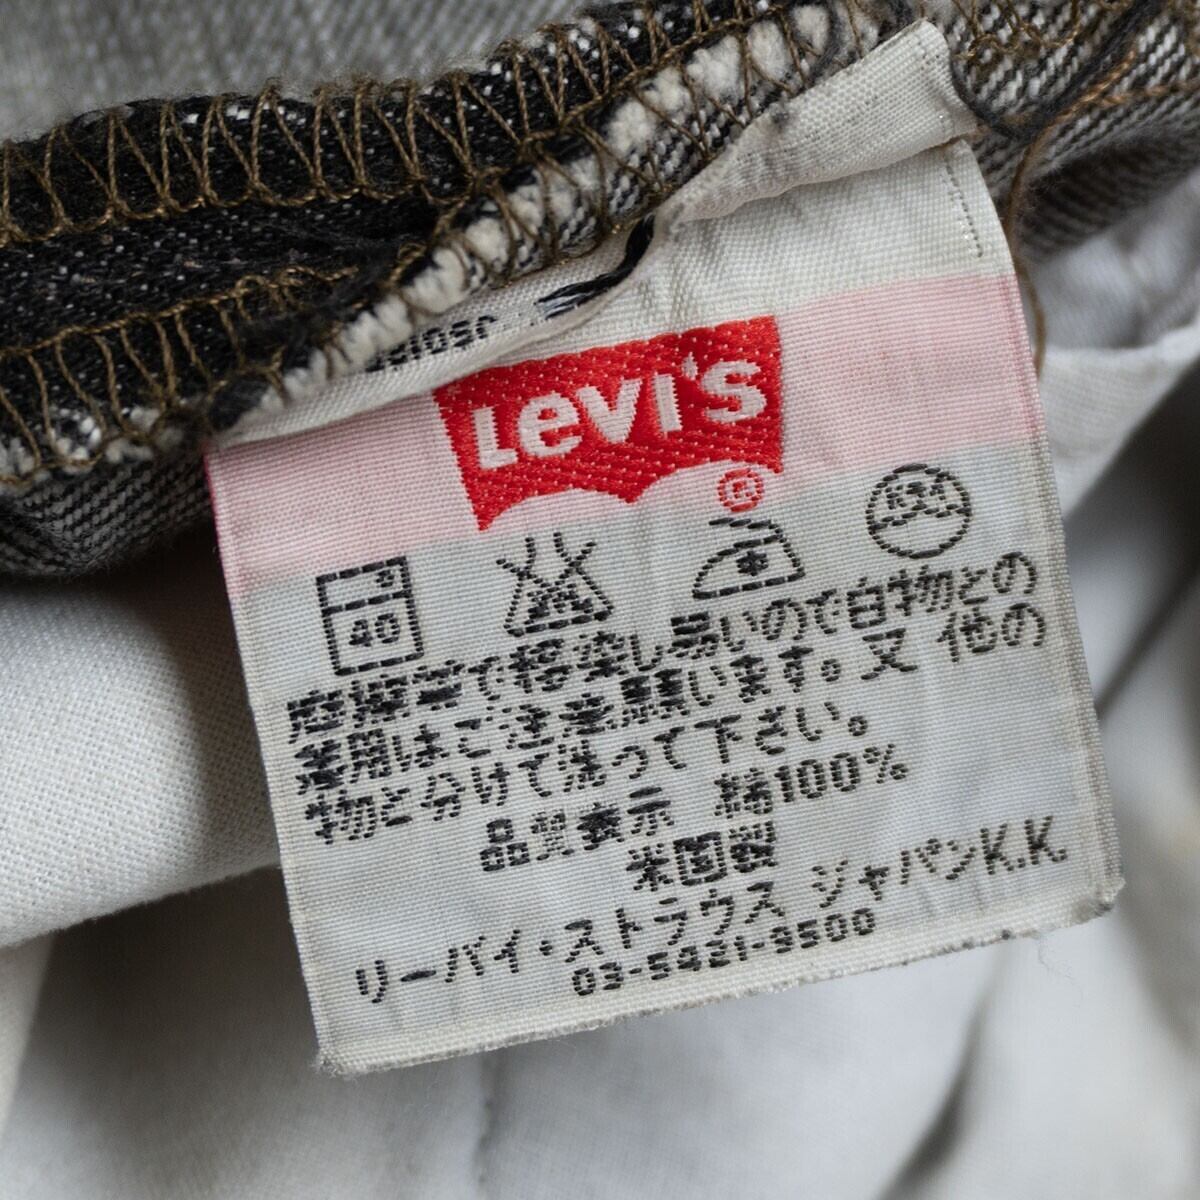 Levi's
®
40
摩擦等で移染し易いので白物との
着用はご注意願います。又 他の
物と分けて洗って下さい。
品質表示 綿100%
米国製
リーバイ・ストラウス ジャパンK.K.
03-5421-9500